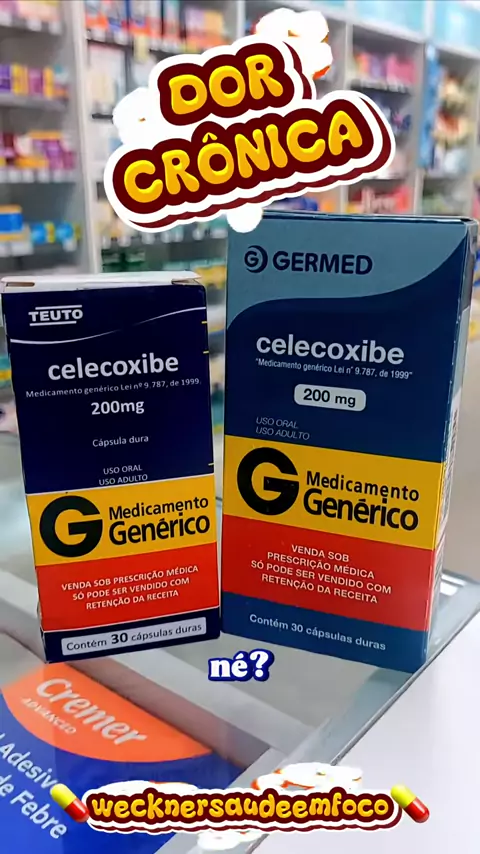 DOR
CRÔNICA
GERMED
celecoxibe
"Medicamento genérico Lei nº 9.787, de 1999"
200 mg
USO ORAL
USO ADULTO
G Medicamento
Genérico
VENDA SOB
PRESCRIÇÃO MÉDICA
SÓ PODE SER VENDIDO COM
RETENÇÃO DA RECEITA
Contém 30 cápsulas duras
TEUTO
celecoxibe
Medicamento genérico Lei nº 9.787, de 1999.
200mg
Cápsula dura
USO ORAL
USO ADULTO
G Medicamento
Genérico
VENDA SOB PRESCRIÇÃO MÉDICA
SÓ PODE SER VENDIDO COM
RETENÇÃO DA RECEITA
Contém 30 cápsulas duras
né?
Cremer
ADVANCED
Adesiv
de Febre
wecknersaudeemfoco